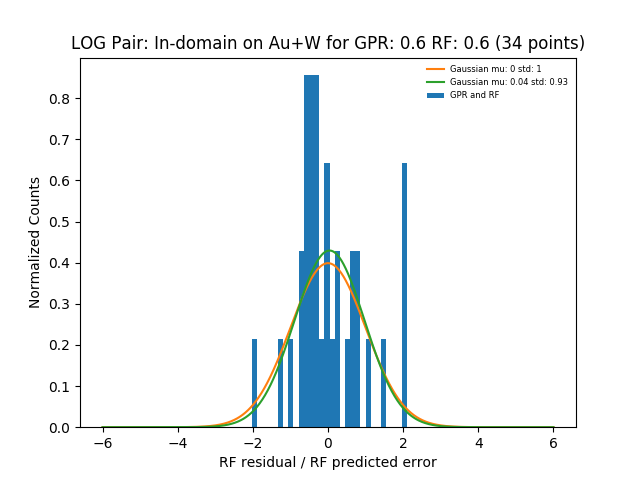 LOG Pair: In-domain on Au+W for GPR: 0.6 RF: 0.6 (34 points)
Gaussian mu: 0 std: 1
Gaussian mu: 0.04 std: 0.93
GPR and RF
Normalized Counts
0.8
0.7
0.6
0.5
0.4
0.3
0.2
0.1
0.0
−6 −4 −2 0 2 4 6
RF residual / RF predicted error